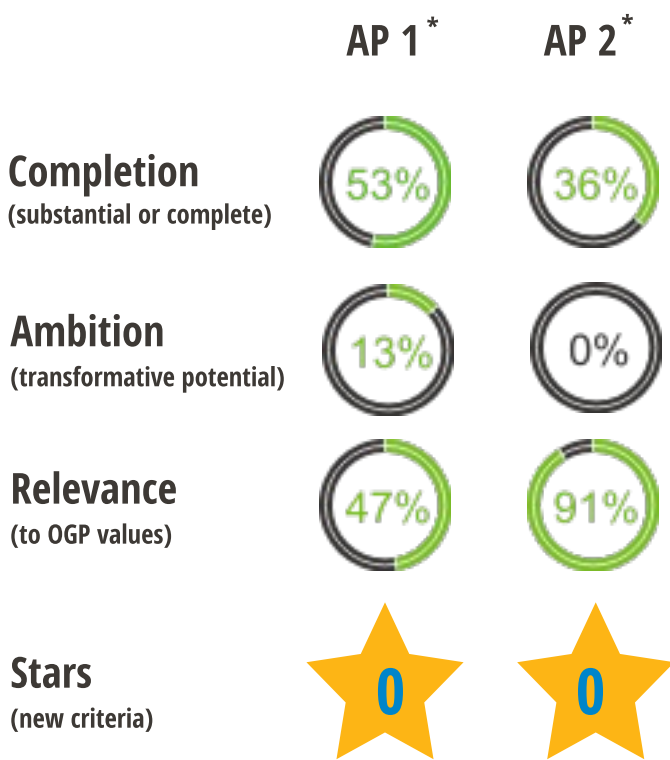 AP 1 * AP 2 *
Completion
(substantial or complete)
53% 36%
Ambition
(transformative potential)
13% 0%
Relevance
(to OGP values)
47% 91%
Stars
(new criteria)
0 0